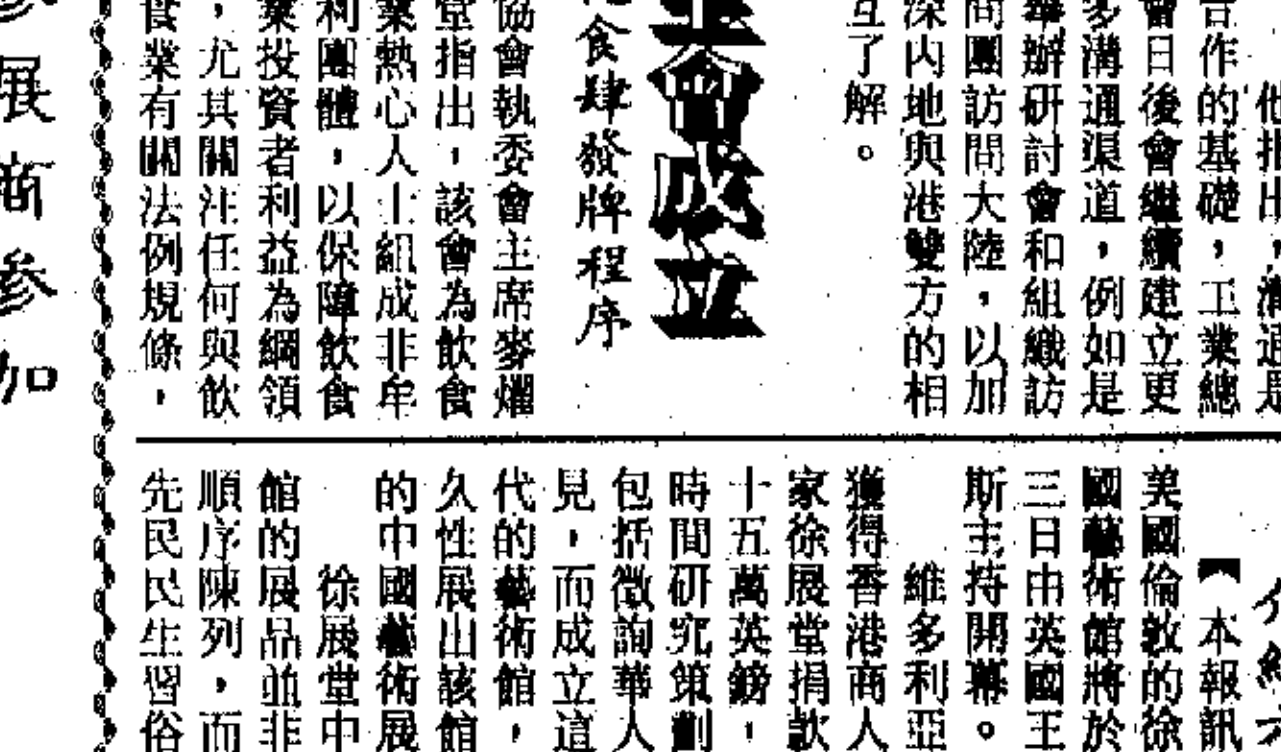 他指出，溝通是
合作的基礎，工業總
會日後會繼續建立更
多溝通渠道，例如是
舉辦研討會和組織訪
問團訪問大陸，以加
深內地與港雙方的相
互了解。
會成立
食肆發牌程序
協會執委會主席麥爛
堂指出，該會為飲食
業熱心人士組成非牟
利團體，以保障飲食
業投資者利益為綱領
，尤其關注任何與飲
食業有關法例規條，
展商參加
【本報訊
美國倫敦的徐
國藝術館將於
三日由英國王
斯主持開幕。
維多利亞
獲得香港商人
家徐展堂捐款
十五萬英鎊，
時間研究策劃
包括徵詢華人
見，而成立這
代的藝術館，
久性展出該館
的中國藝術展
徐展堂中
館的展品並非
順序陳列，而
先民民生習俗